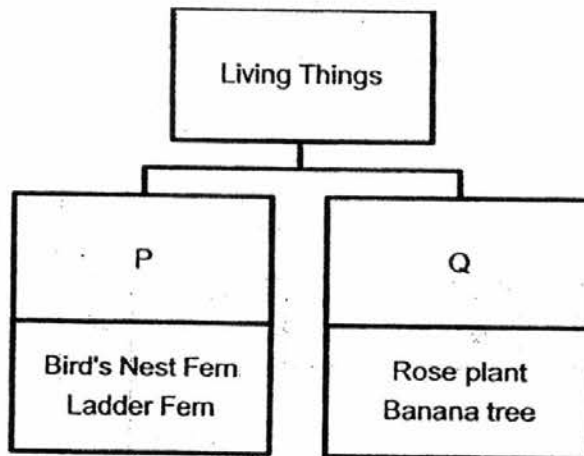 Living Things
P
Q
Bird's Nest Fern
Ladder Fern
Rose plant
Banana tree